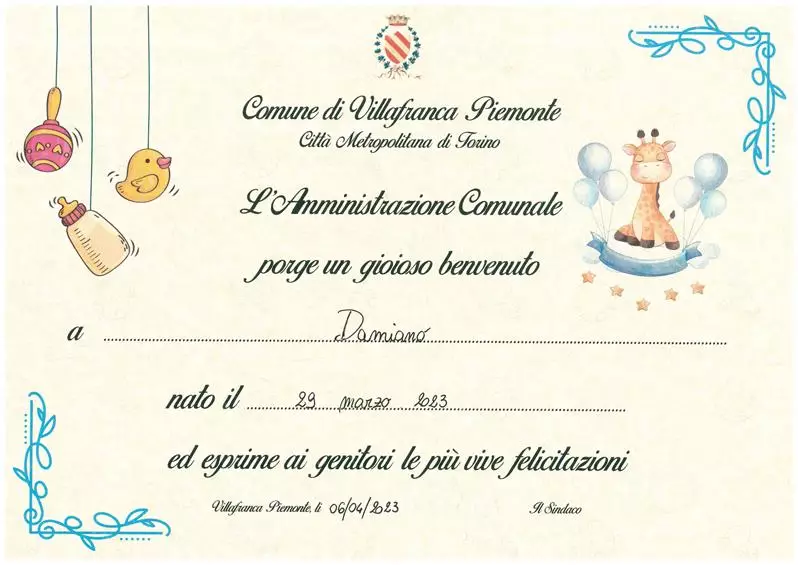 Comune di Villafranca Piemonte
Città Metropolitana di Torino
L'Amministrazione Comunale
porge un gioioso benvenuto
a Damiano
nato il 29 marzo 2023
ed esprime ai genitori le più vive felicitazioni
Villafranca Piemonte, lì 06/04/2023 Il Sindaco